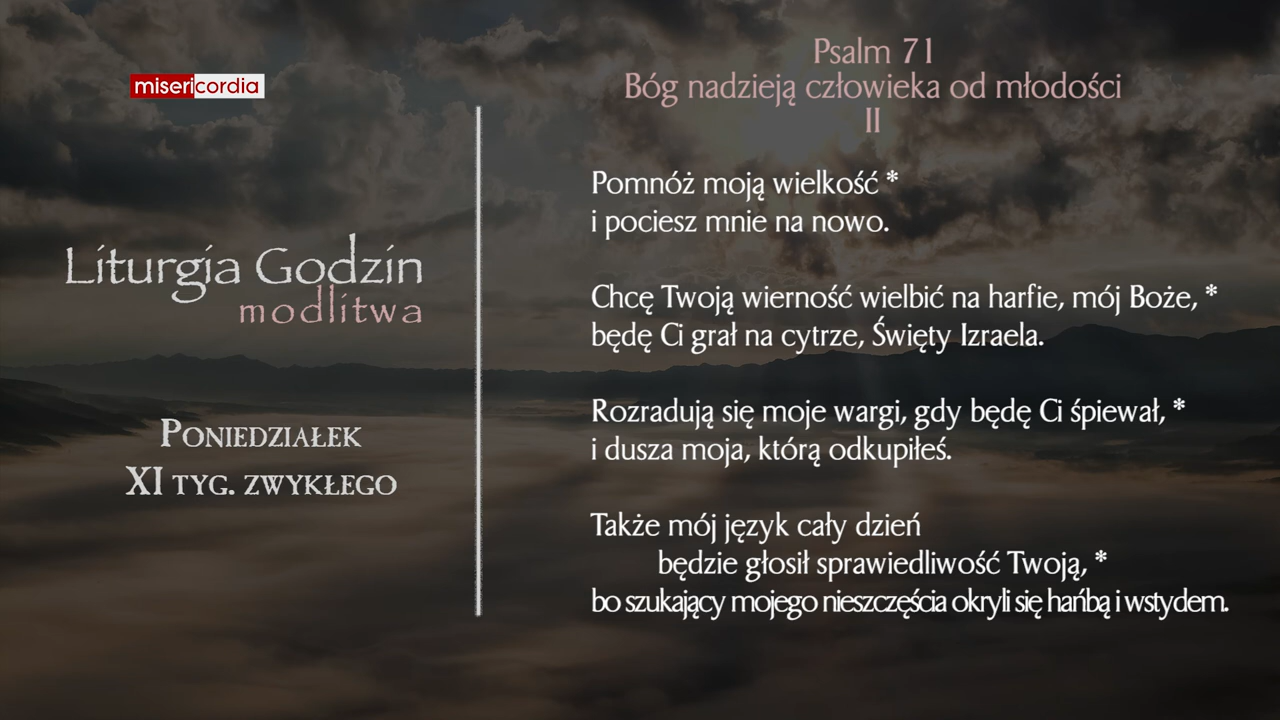 misericordia
Liturgia Godzin
modlitwa
Poniedziałek
XI tyg. zwykłego
Psalm 71
Bóg nadzieją człowieka od młodości
II
Pomnóż moją wielkość *
i pociesz mnie na nowo.
Chcę Twoją wierność wielbić na harfie, mój Boże, *
będę Ci grał na cytrze, Święty Izraela.
Rozradują się moje wargi, gdy będę Ci śpiewał, *
i dusza moja, którą odkupiłeś.
Także mój język cały dzień
będzie głosił sprawiedliwość Twoją, *
bo szukający mojego nieszczęścia okryli się hańbą i wstydem.